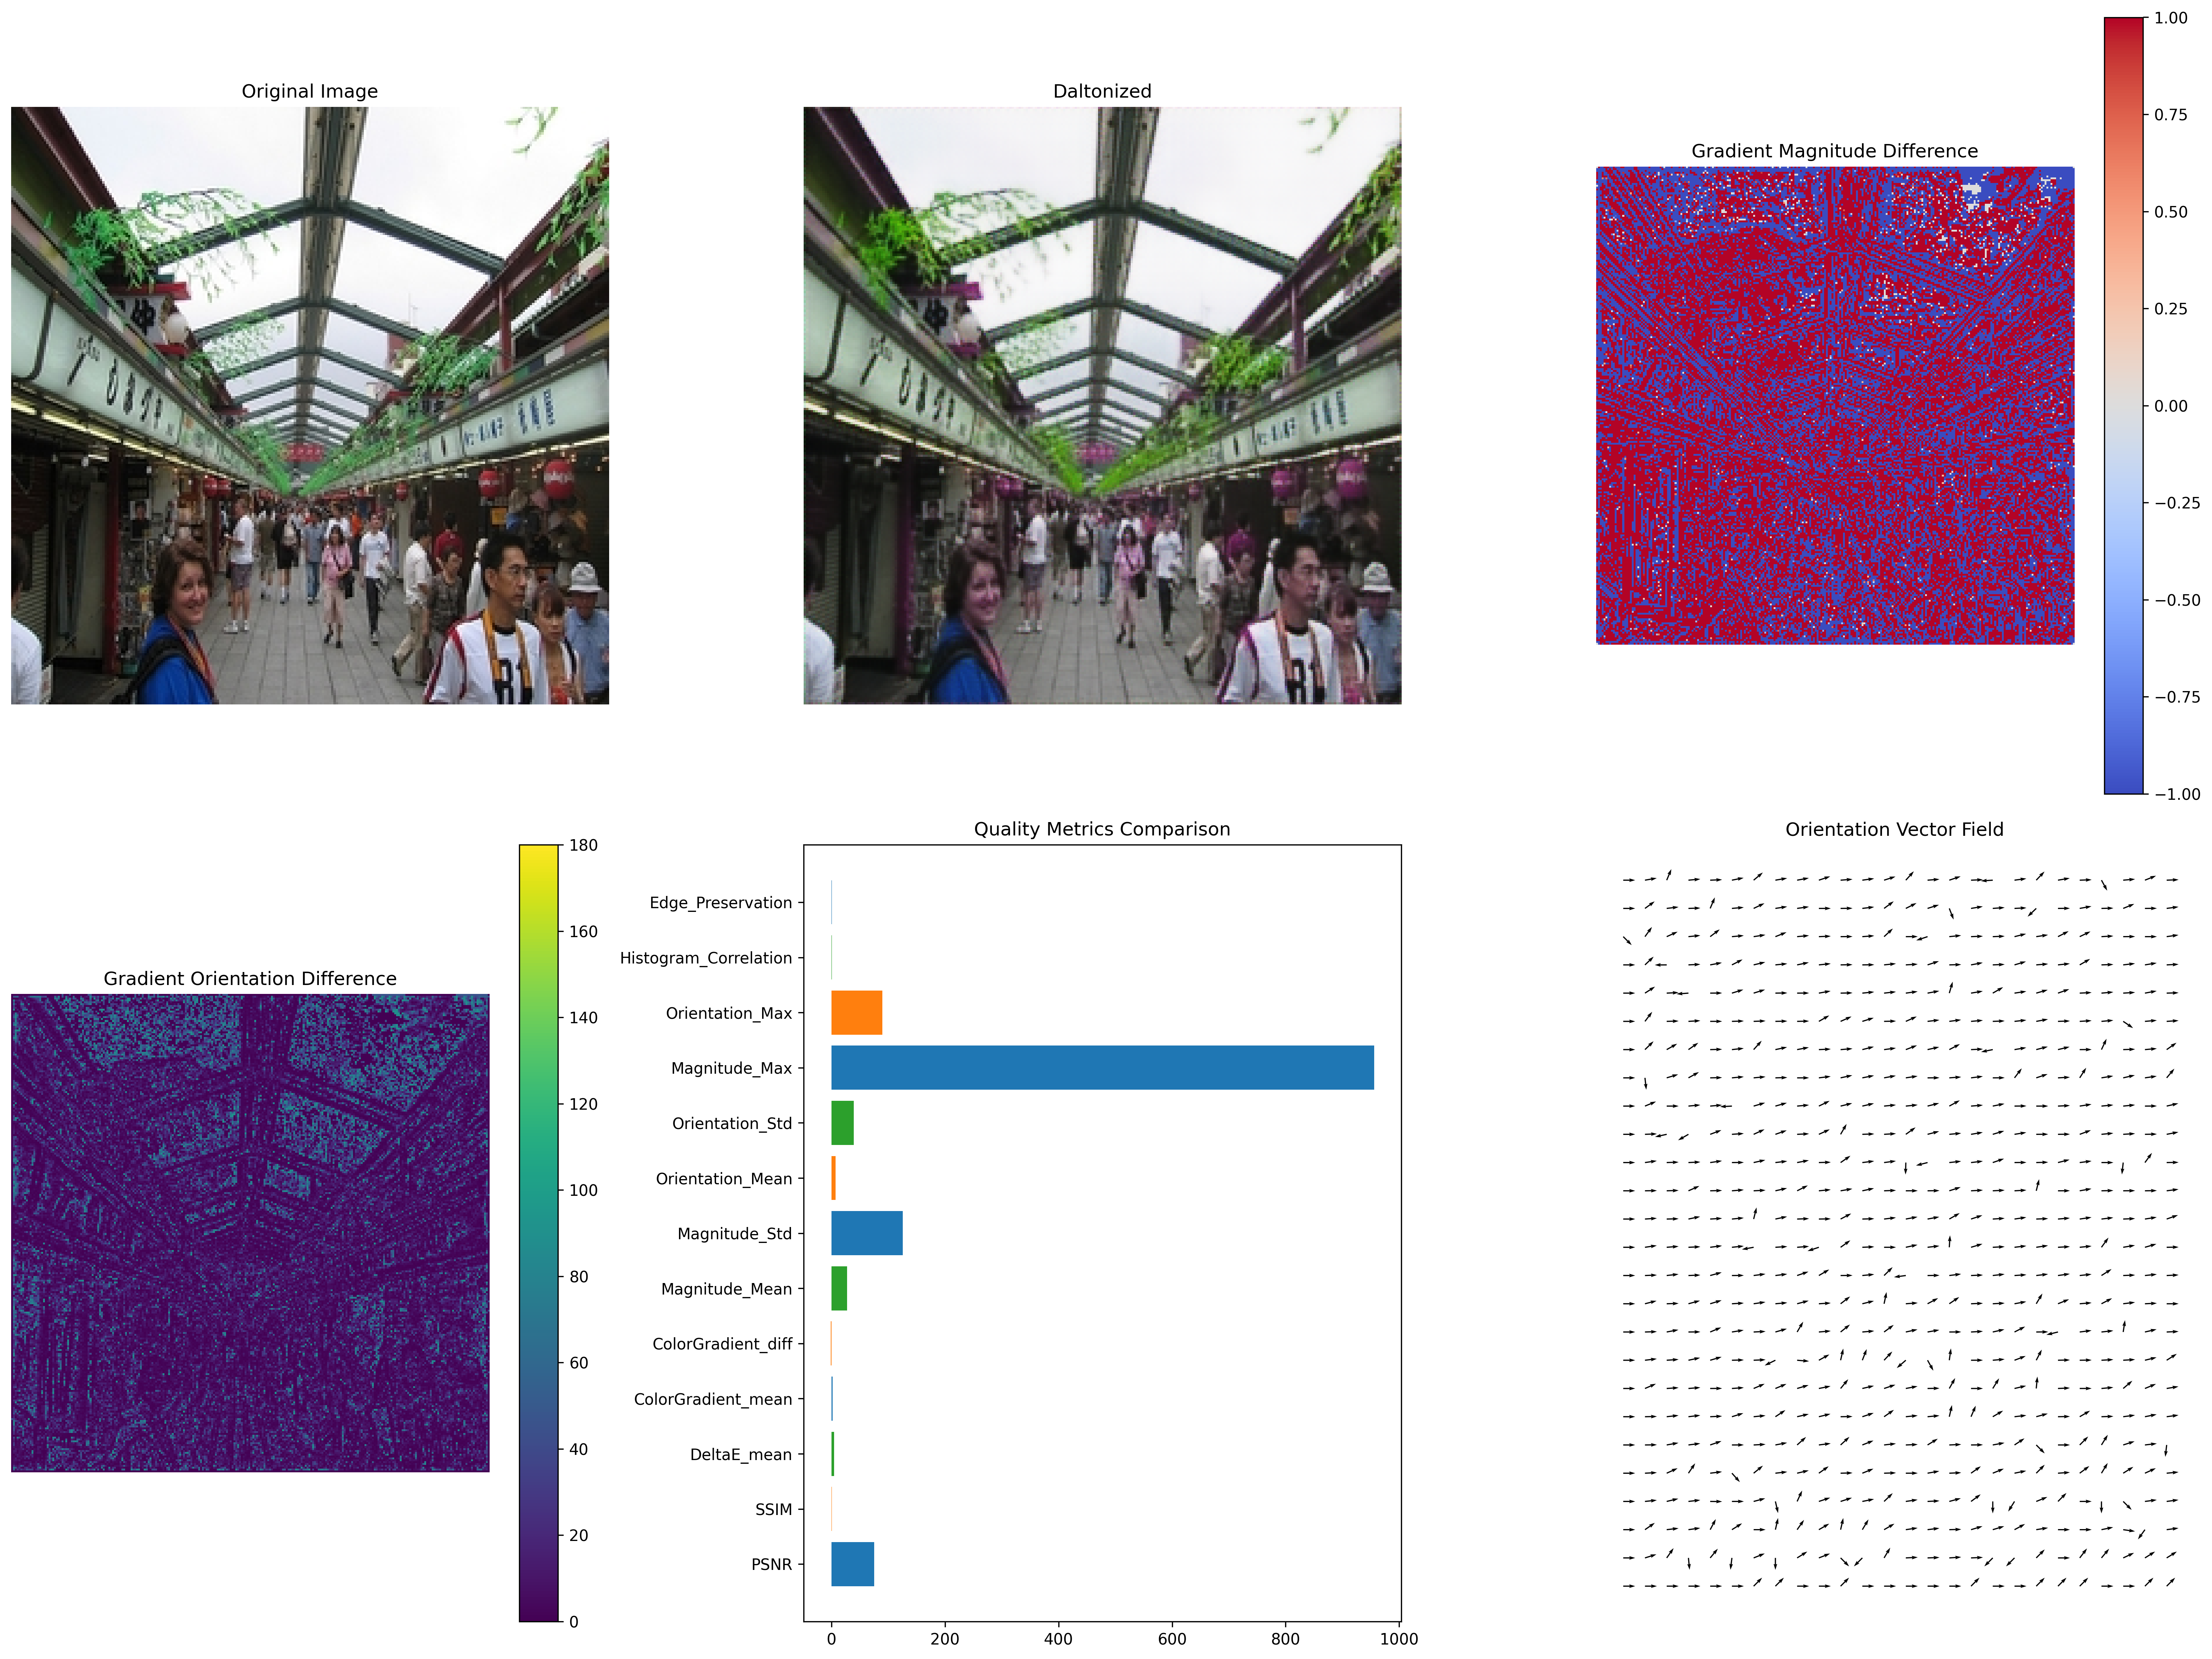 Original Image
Daltonized
Gradient Magnitude Difference
1.00
0.75
0.50
0.25
0.00
−0.25
−0.50
−0.75
−1.00
Gradient Orientation Difference
180
160
140
120
100
80
60
40
20
0
Quality Metrics Comparison
Edge_Preservation
Histogram_Correlation
Orientation_Max
Magnitude_Max
Orientation_Std
Orientation_Mean
Magnitude_Std
Magnitude_Mean
ColorGradient_diff
ColorGradient_mean
DeltaE_mean
SSIM
PSNR
0 200 400 600 800 1000
Orientation Vector Field